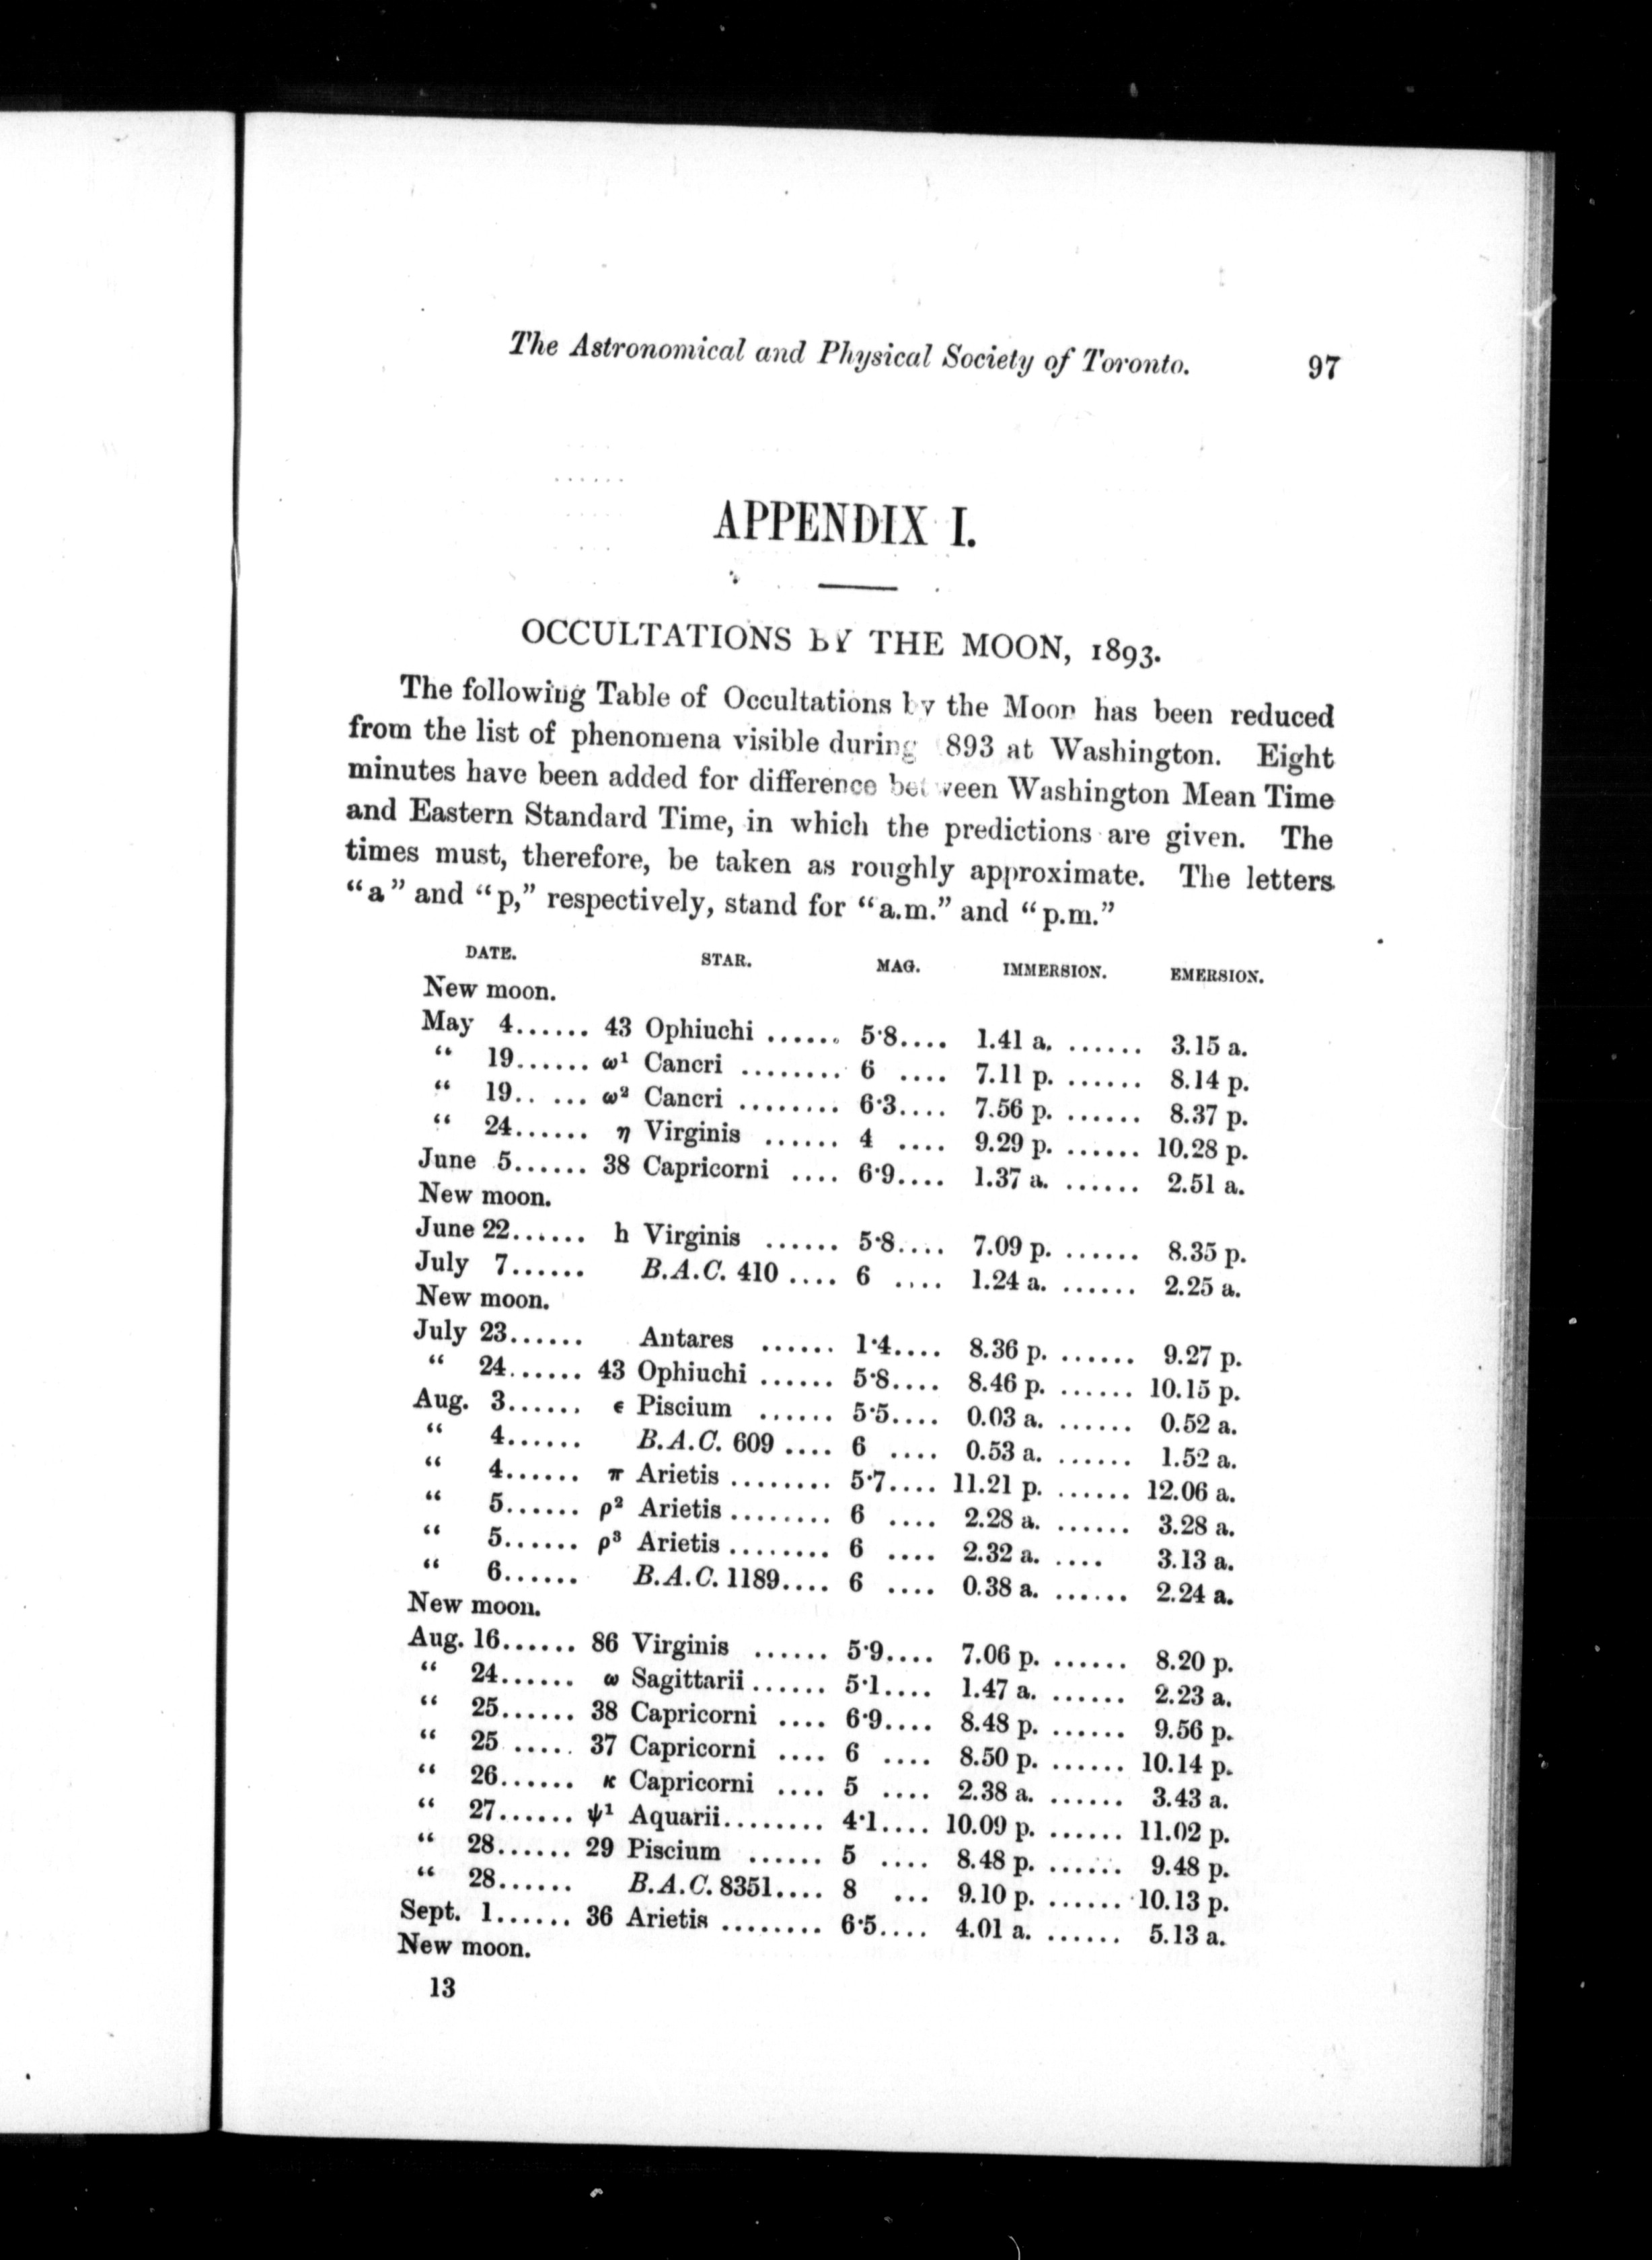 The Astronomical and Physical Society of Toronto. 97
APPENDIX I.
OCCULTATIONS BY THE MOON, 1893.
The following Table of Occultations by the Moon has been reduced
from the list of phenomena visible during 893 at Washington. Eight
minutes have been added for difference between Washington Mean Time
and Eastern Standard Time, in which the predictions are given. The
times must, therefore, be taken as roughly approximate. The letters
"a" and "p," respectively, stand for "a.m." and "p.m."
DATE. STAR. MAG. IMMERSION. EMERSION.
New moon.
May 4...... 43 Ophiuchi ...... 5·8.... 1.41 a. ...... 3.15 a.
" 19...... ω¹ Cancri ........ 6 .... 7.11 p. ...... 8.14 p.
" 19.. ... ω² Cancri ........ 6·3.... 7.56 p. ...... 8.37 p.
" 24...... η Virginis ...... 4 .... 9.29 p. ...... 10.28 p.
June 5...... 38 Capricorni .... 6·9.... 1.37 a. ...... 2.51 a.
New moon.
June 22...... h Virginis ...... 5·8.... 7.09 p. ...... 8.35 p.
July 7...... B.A.C. 410 .... 6 .... 1.24 a. ...... 2.25 a.
New moon.
July 23...... Antares ...... 1·4.... 8.36 p. ...... 9.27 p.
" 24...... 43 Ophiuchi ...... 5·8.... 8.46 p. ...... 10.15 p.
Aug. 3...... ε Piscium ...... 5·5.... 0.03 a. ...... 0.52 a.
" 4...... B.A.C. 609 .... 6 .... 0.53 a. ...... 1.52 a.
" 4...... π Arietis ........ 5·7.... 11.21 p. ...... 12.06 a.
" 5...... ρ² Arietis ........ 6 .... 2.28 a. ...... 3.28 a.
" 5...... ρ³ Arietis ........ 6 .... 2.32 a. .... 3.13 a.
" 6...... B.A.C. 1189.... 6 .... 0.38 a. ...... 2.24 a.
New moon.
Aug. 16...... 86 Virginis ...... 5·9.... 7.06 p. ...... 8.20 p.
" 24...... ω Sagittarii ...... 5·1.... 1.47 a. ...... 2.23 a.
" 25...... 38 Capricorni .... 6·9.... 8.48 p. ...... 9.56 p.
" 25 ..... 37 Capricorni .... 6 .... 8.50 p. ...... 10.14 p.
" 26...... κ Capricorni .... 5 .... 2.38 a. ...... 3.43 a.
" 27...... ψ¹ Aquarii........ 4·1.... 10.09 p. ...... 11.02 p.
" 28...... 29 Piscium ...... 5 .... 8.48 p. ...... 9.48 p.
" 28...... B.A.C. 8351.... 8 ... 9.10 p. ...... 10.13 p.
Sept. 1...... 36 Arietis ........ 6·5.... 4.01 a. ...... 5.13 a.
New moon.
13